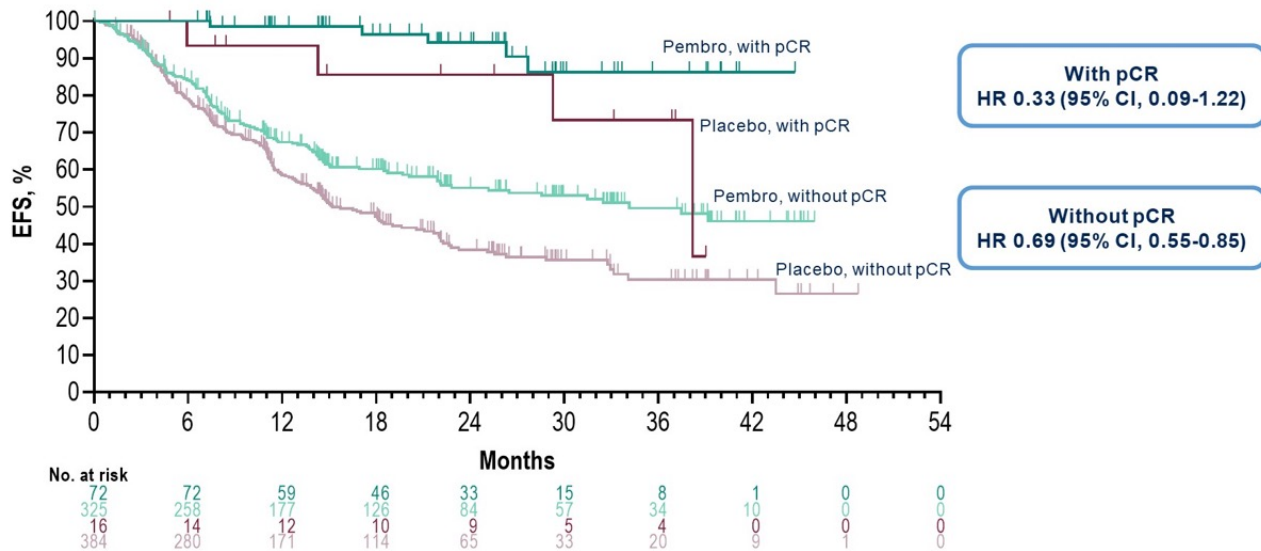 100
90
80
70
60
50
40
30
20
10
0
EFS, %
Pembro, with pCR
Placebo, with pCR
Pembro, without pCR
Placebo, without pCR
With pCR
HR 0.33 (95% CI, 0.09-1.22)
Without pCR
HR 0.69 (95% CI, 0.55-0.85)
0 6 12 18 24 30 36 42 48 54
Months
No. at risk
72 72 59 46 33 15 8 1 0 0
325 258 177 126 84 57 34 10 0 0
16 14 12 10 9 5 4 0 0 0
384 280 171 114 65 33 20 9 1 0